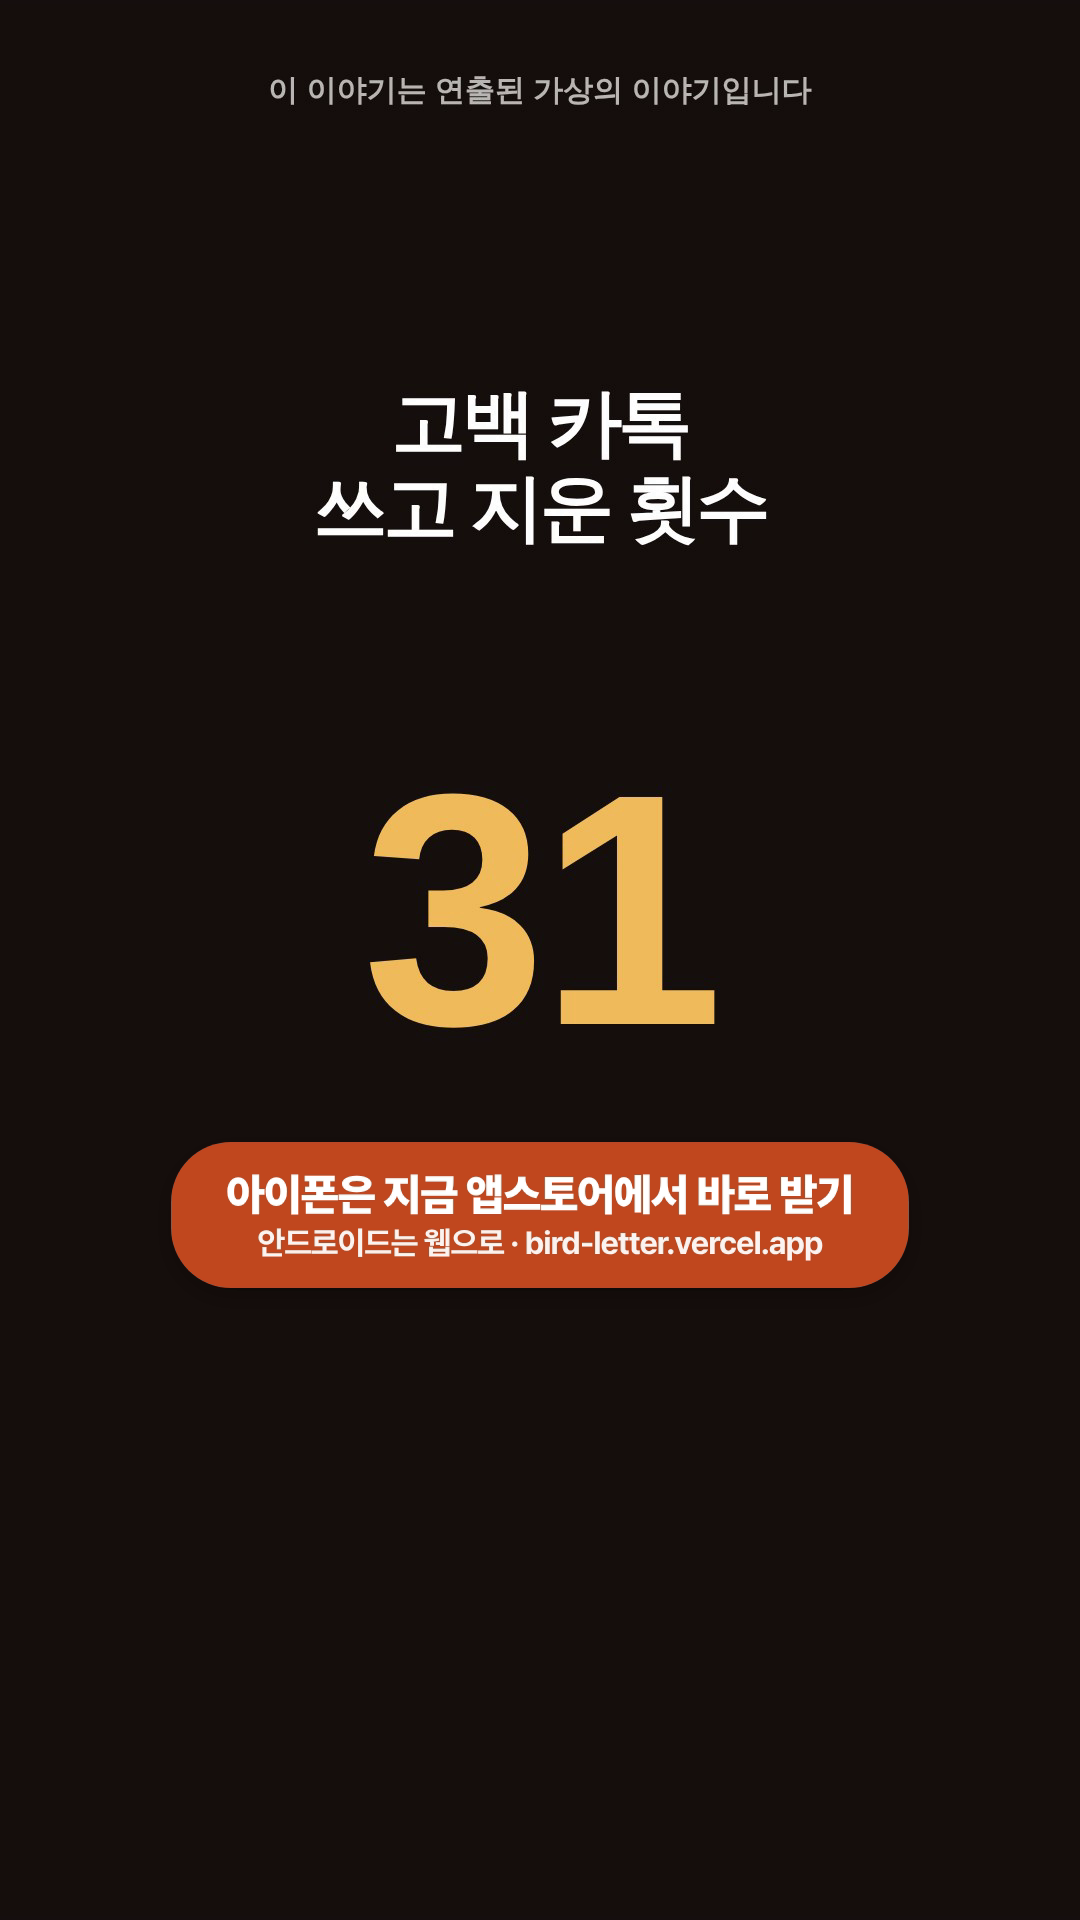 이 이야기는 연출된 가상의 이야기입니다
고백 카톡
쓰고 지운 횟수
31
아이폰은 지금 앱스토어에서 바로 받기
안드로이드는 웹으로 · bird-letter.vercel.app